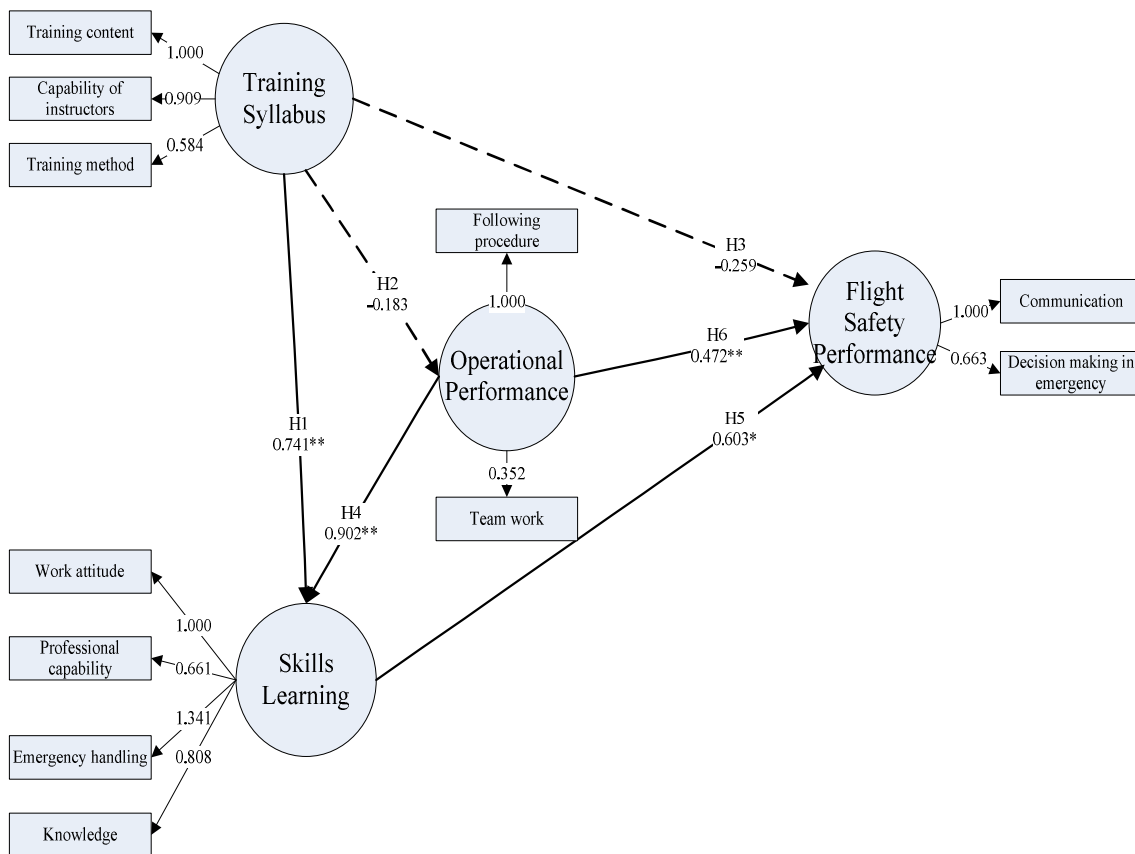 Training content
1.000
Capability of
instructors
0.909
Training method
0.584
Training
Syllabus
Following
procedure
H3
-0.259
H2
-0.183
1.000
Flight
Safety
Performance
Communication
1.000
Decision making in
emergency
0.663
H6
0.472**
Operational
Performance
H1
0.741**
H5
0.603*
0.352
Team work
H4
0.902**
Work attitude
1.000
Professional
capability
0.661
Skills
Learning
1.341
Emergency handling
0.808
Knowledge